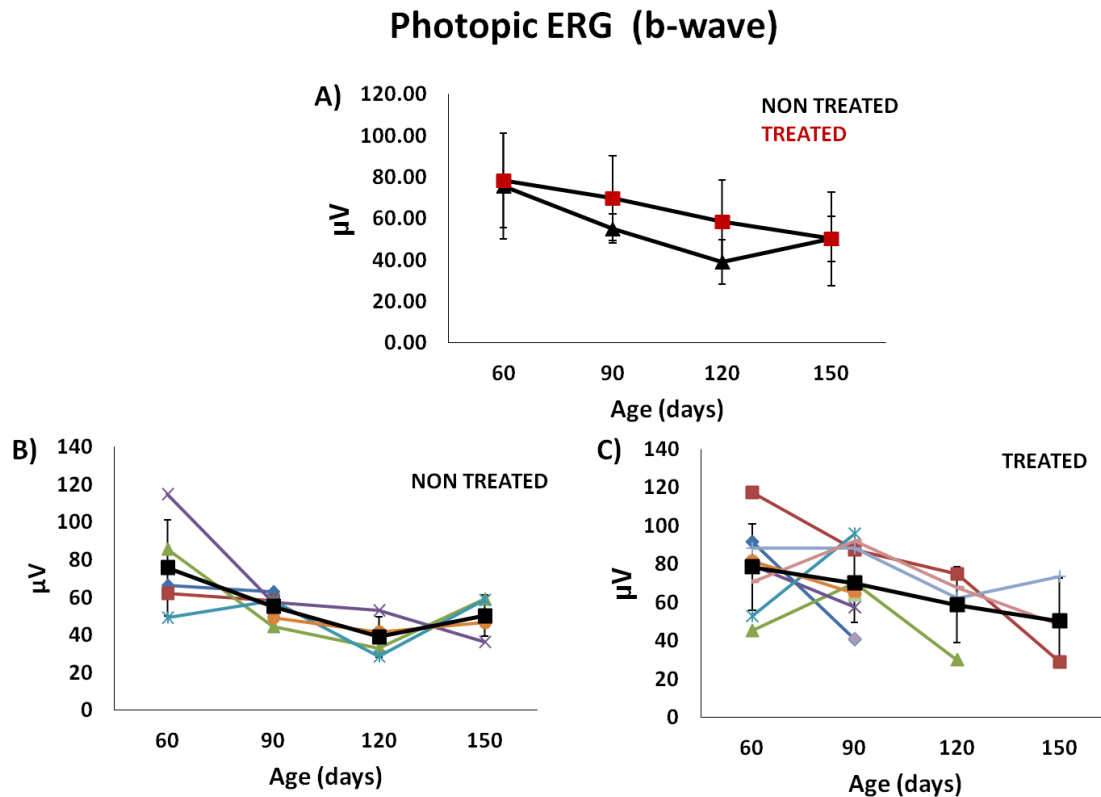 Photopic ERG (b-wave)
A)
120.00
100.00
80.00
60.00
40.00
20.00
0.00
µV
NON TREATED
TREATED
60 90 120 150
Age (days)
B)
140
120
100
80
60
40
20
0
µV
NON TREATED
60 90 120 150
Age (days)
C)
140
120
100
80
60
40
20
0
µV
TREATED
60 90 120 150
Age (days)